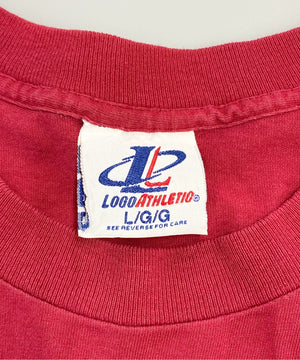 LOGO ATHLETIC®
L/G/G
SEE REVERSE FOR CARE